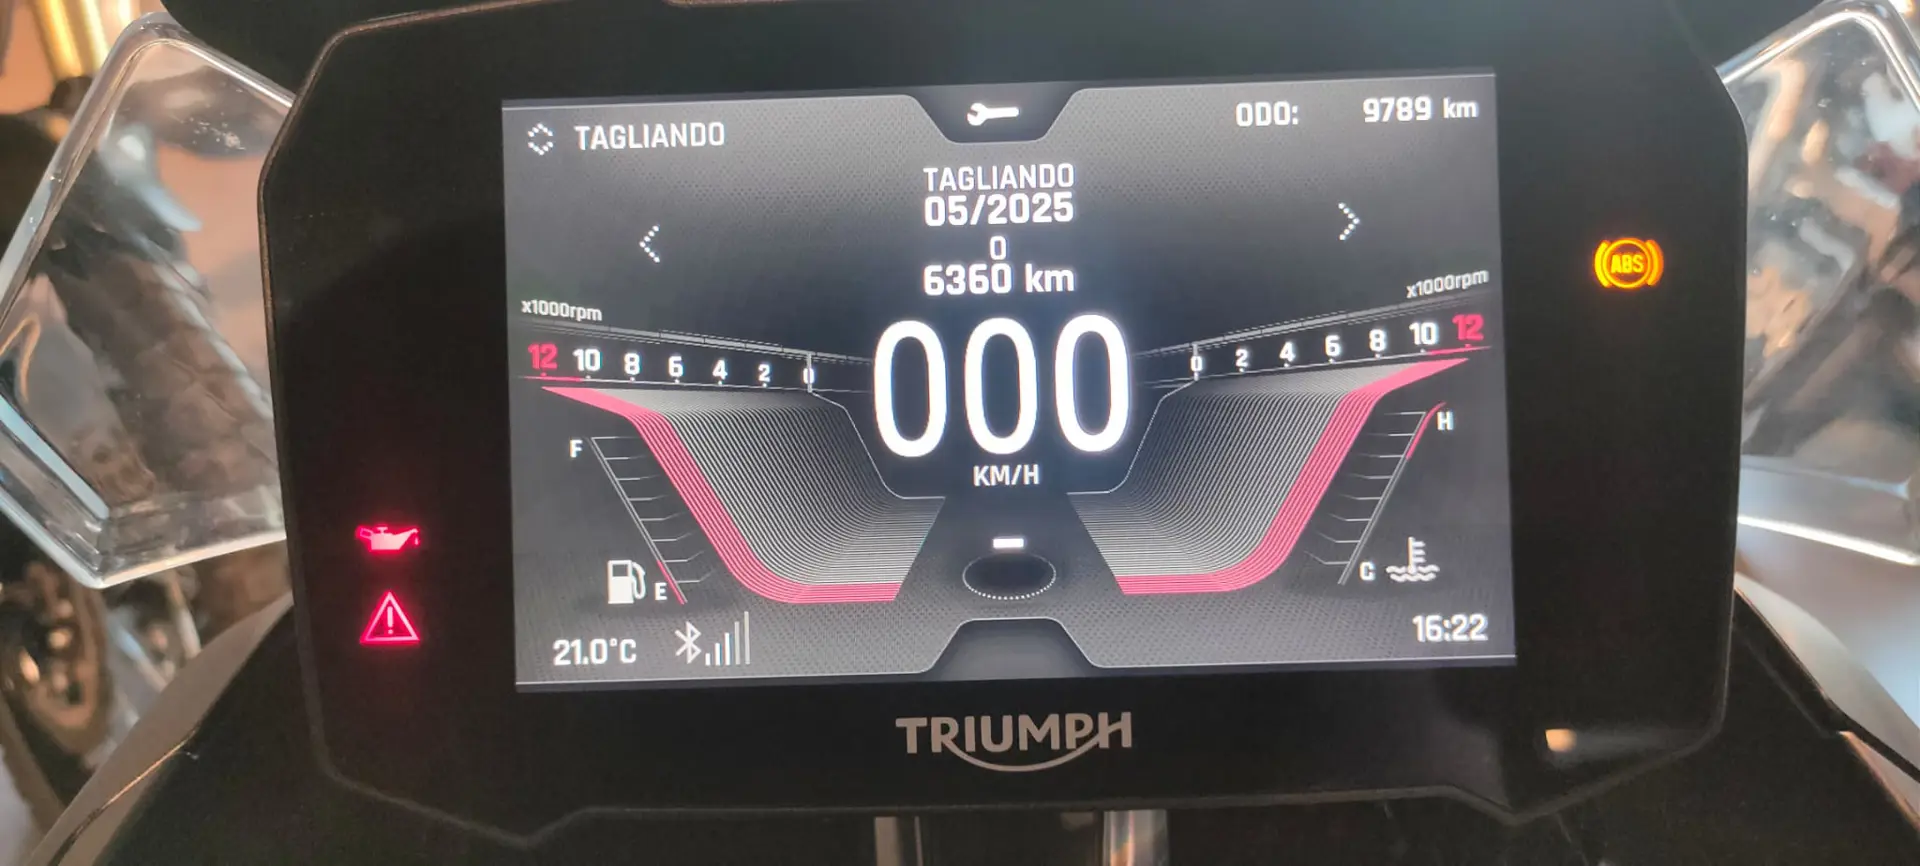 TAGLIANDO
ODO: 9789 km
TAGLIANDO
05/2025
O
6360 km
x1000rpm
x1000rpm
12 10 8 6 4 2 0
000
0 2 4 6 8 10 12
KM/H
F
H
E
C
21.0°C
16:22
ABS
TRIUMPH